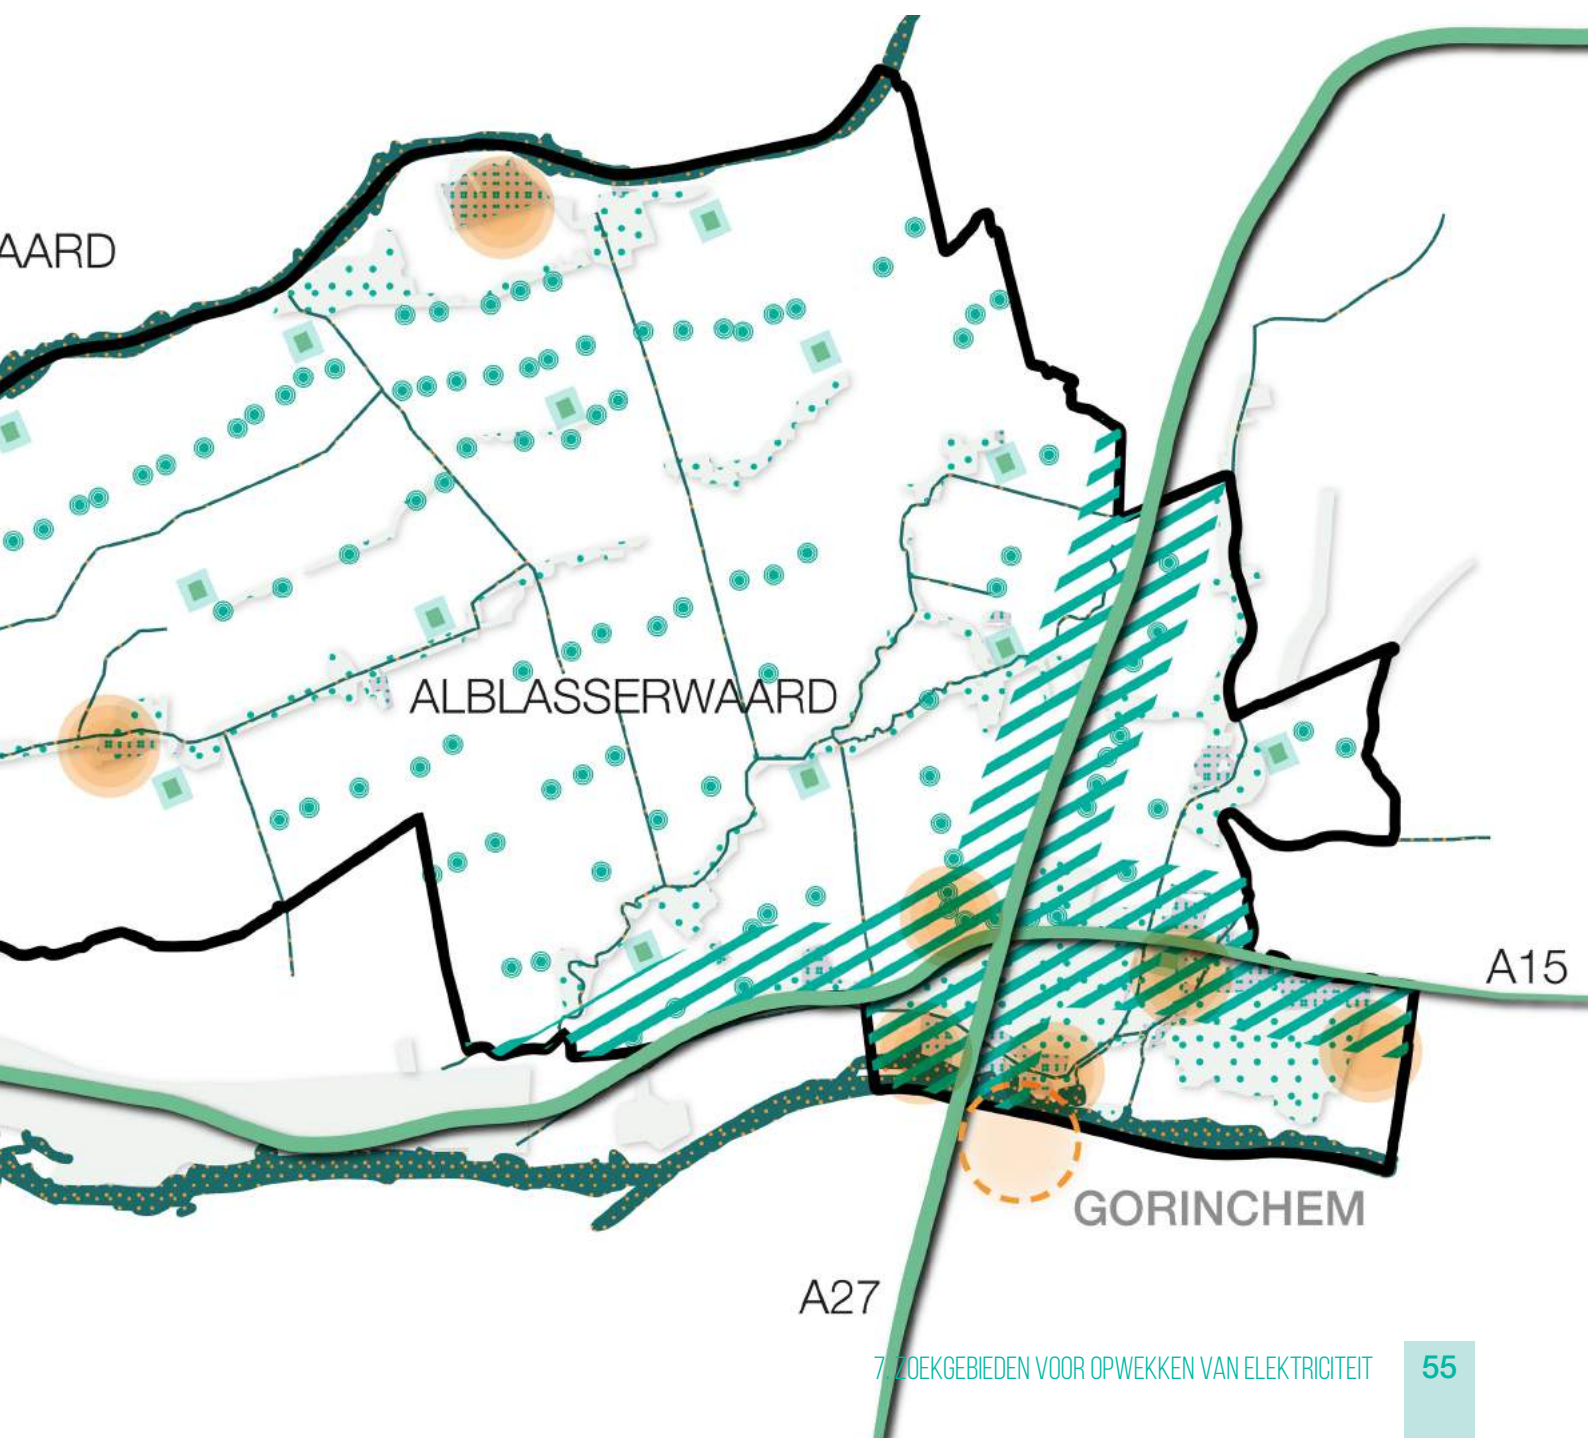 AARD
ALBLASSERWAARD
A15
GORINCHEM
A27
7. ZOEKGEBIEDEN VOOR OPWEKKEN VAN ELEKTRICITEIT
55